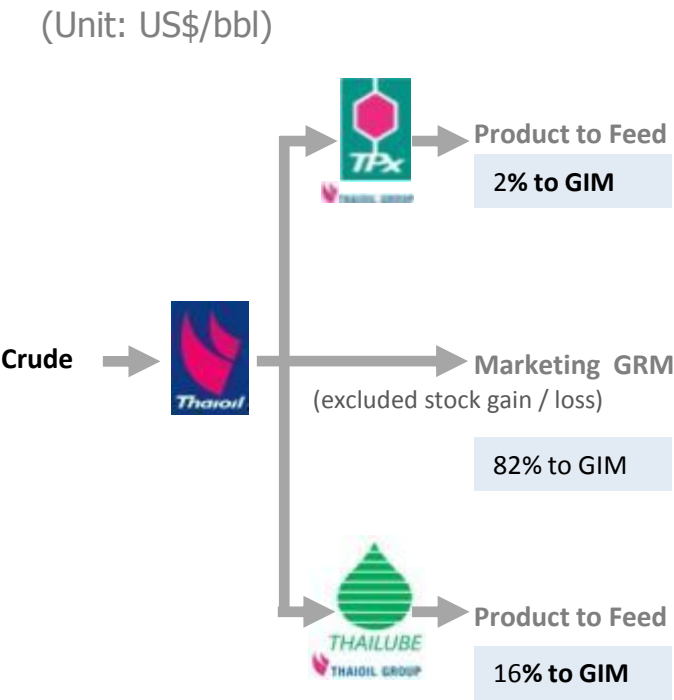 (Unit: US$/bbl)
TPx
THAIOIL GROUP
Product to Feed
2% to GIM
Crude
Thaioil
Marketing GRM
(excluded stock gain / loss)
82% to GIM
THAILUBE
THAIOIL GROUP
Product to Feed
16% to GIM